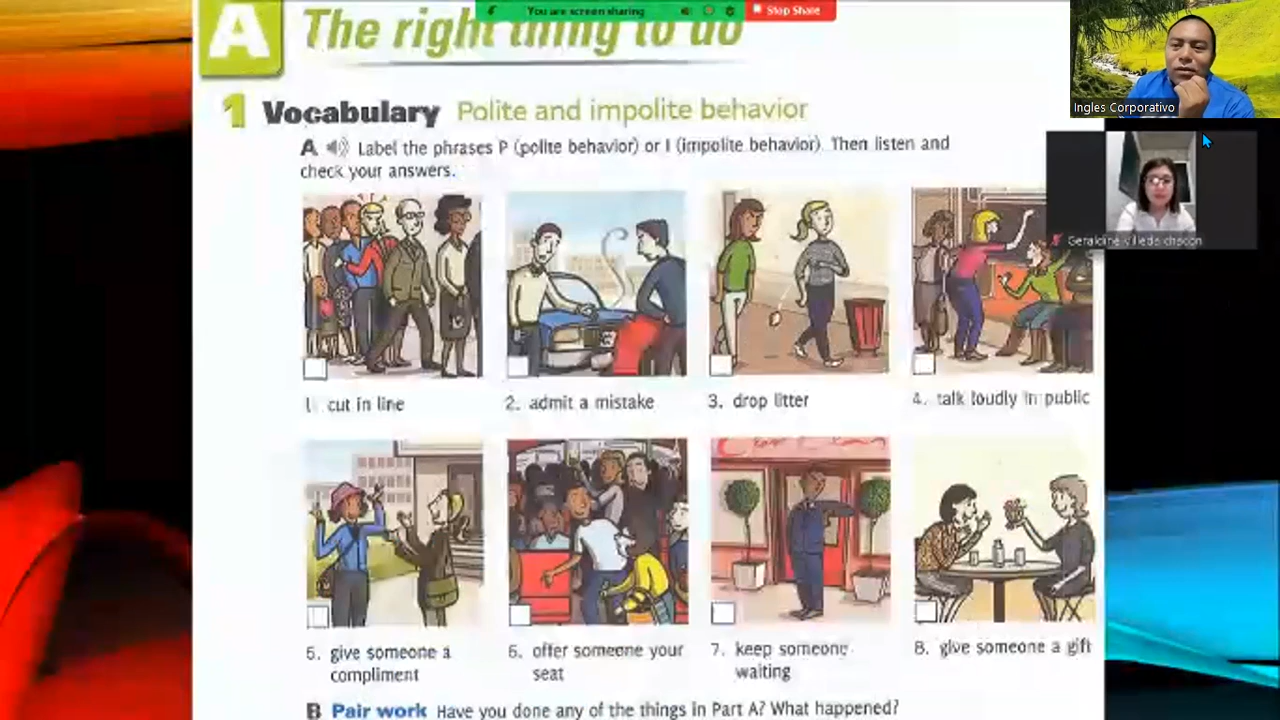 You are screen sharing
Stop Share
A
The right thing to do
Ingles Corporativo
1 Vocabulary Polite and impolite behavior
A Label the phrases P (polite behavior) or I (impolite behavior). Then listen and
check your answers.
Geraldine villeda chacon
1. cut in line
2. admit a mistake
3. drop litter
4. talk loudly in public
5. give someone a
compliment
6. offer someone your
seat
7. keep someone
waiting
8. give someone a gift
B Pair work Have you done any of the things in Part A? What happened?